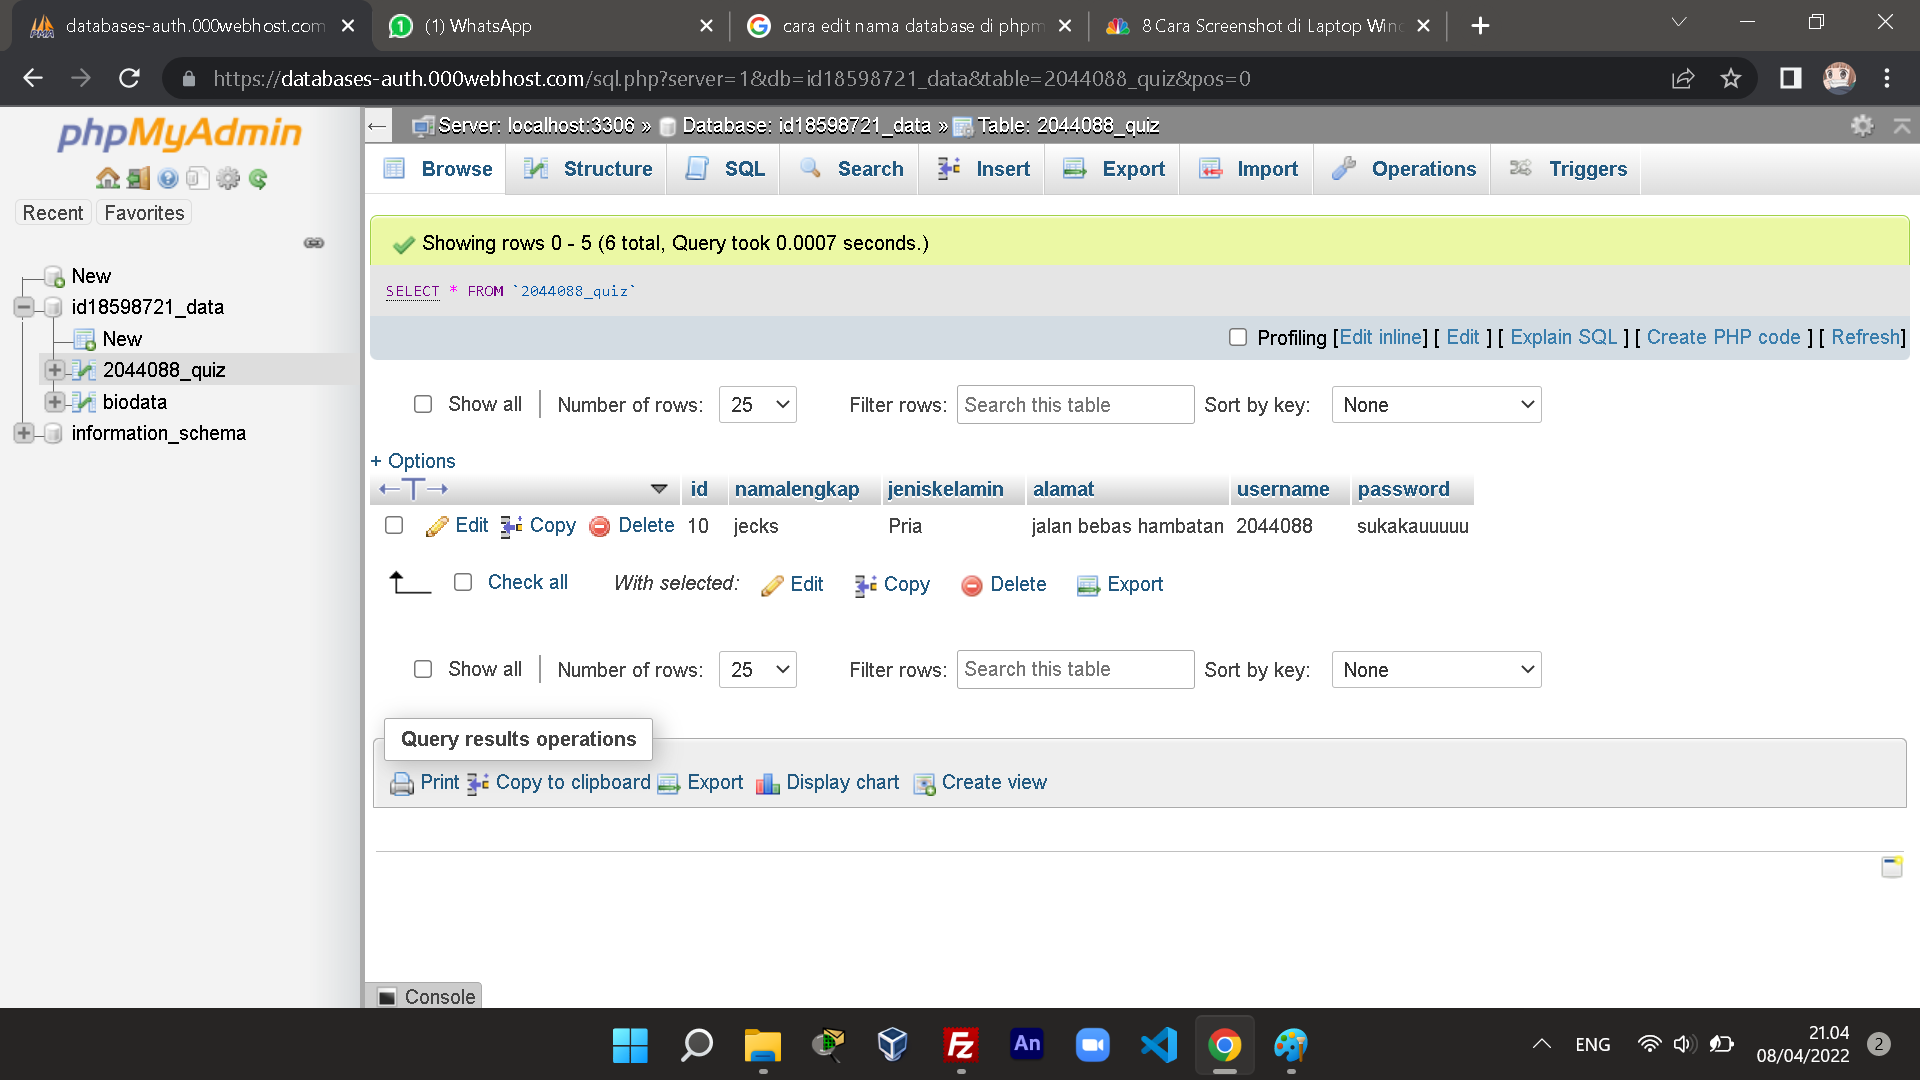 databases-auth.000webhost.com
(1) WhatsApp
cara edit nama database di phpm
8 Cara Screenshot di Laptop Winc
https://databases-auth.000webhost.com/sql.php?server=1&db=id18598721_data&table=2044088_quiz&pos=0
phpMyAdmin
Recent
Favorites
New
id18598721_data
New
2044088_quiz
biodata
information_schema
Server: localhost:3306 » Database: id18598721_data » Table: 2044088_quiz
Browse
Structure
SQL
Search
Insert
Export
Import
Operations
Triggers
Showing rows 0 - 5 (6 total, Query took 0.0007 seconds.)
SELECT * FROM `2044088_quiz`
Profiling [Edit inline] [ Edit ] [ Explain SQL ] [ Create PHP code ] [ Refresh]
Show all
Number of rows: 25
Filter rows: Search this table
Sort by key: None
+ Options
←T→ id namalengkap jeniskelamin alamat username password
Edit Copy Delete 10 jecks Pria jalan bebas hambatan 2044088 sukakauuuuu
Check all With selected: Edit Copy Delete Export
Show all
Number of rows: 25
Filter rows: Search this table
Sort by key: None
Query results operations
Print Copy to clipboard Export Display chart Create view
Console
An
ENG
21.04
08/04/2022
2